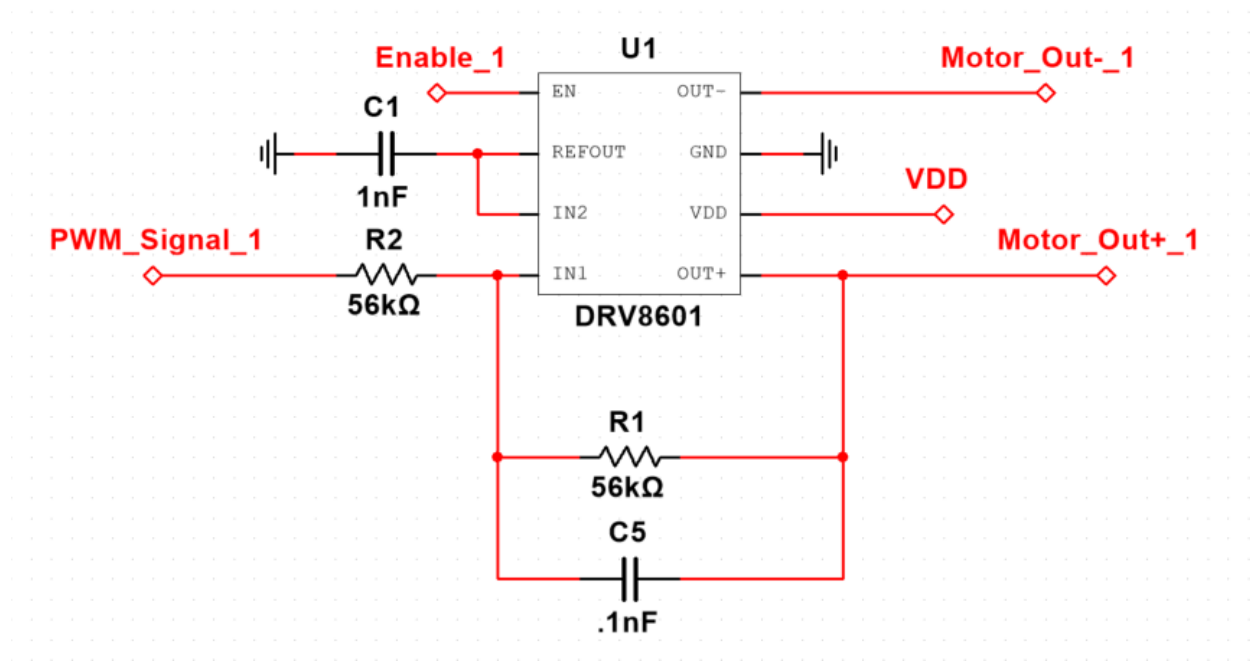 U1
Enable_1
Motor_Out-_1
EN
OUT-
C1
REFOUT
GND
1nF
VDD
IN2
VDD
PWM_Signal_1
R2
Motor_Out+_1
IN1
OUT+
56kΩ
DRV8601
R1
56kΩ
C5
.1nF